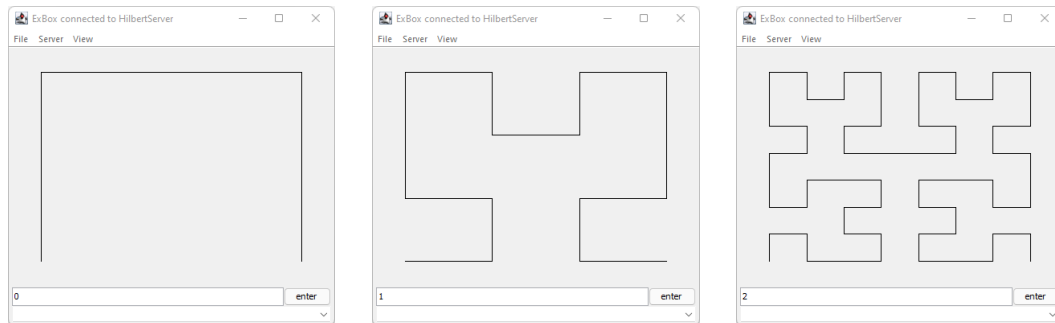 ExBox connected to HilbertServer
File Server View
0
enter
ExBox connected to HilbertServer
File Server View
1
enter
ExBox connected to HilbertServer
File Server View
2
enter